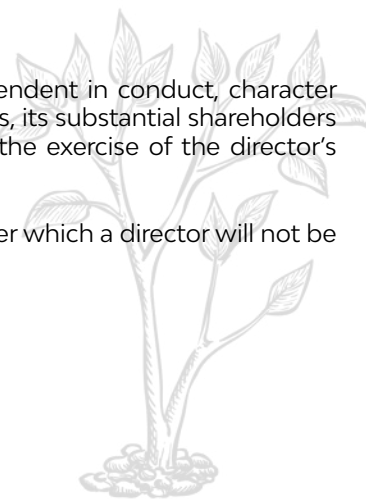 endent in conduct, character
s, its substantial shareholders
the exercise of the director's
er which a director will not be